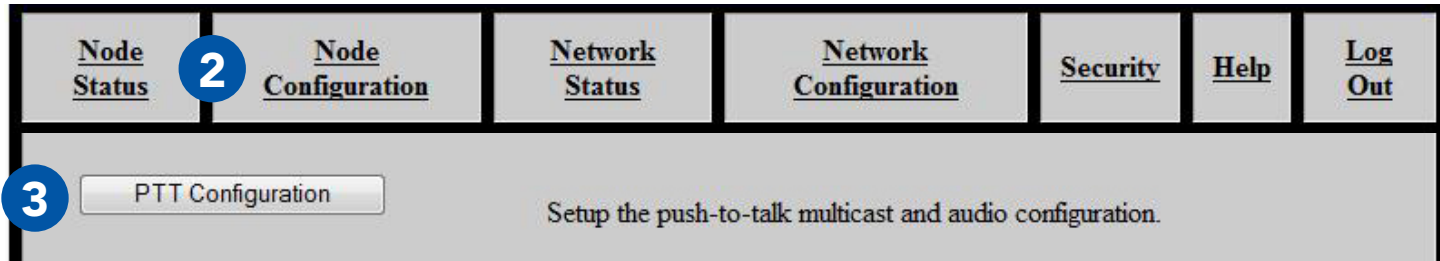 Node Status
2
Node Configuration
Network Status
Network Configuration
Security
Help
Log Out
3
PTT Configuration
Setup the push-to-talk multicast and audio configuration.